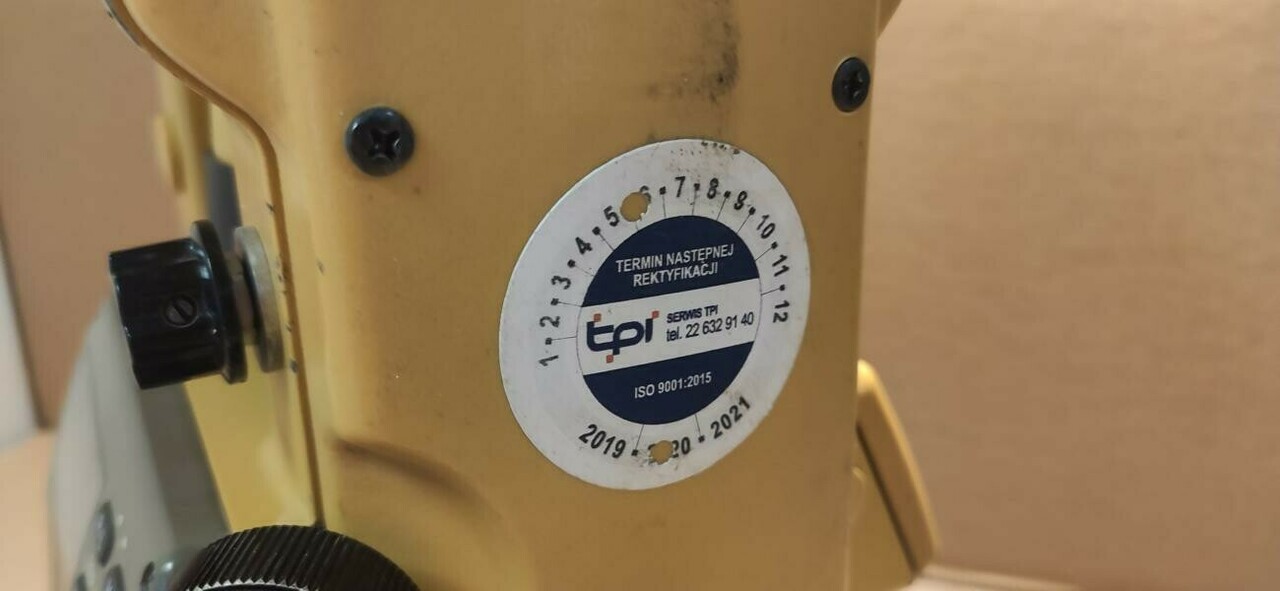 1 · 2 · 3 · 4 · 5 6 · 7 · 8 · 9 · 10 · 11 · 12
TERMIN NASTĘPNEJ
REKTYFIKACJI
tpi
SERWIS TPI
tel. 22 632 91 40
ISO 9001:2015
2019 · 2020 · 2021